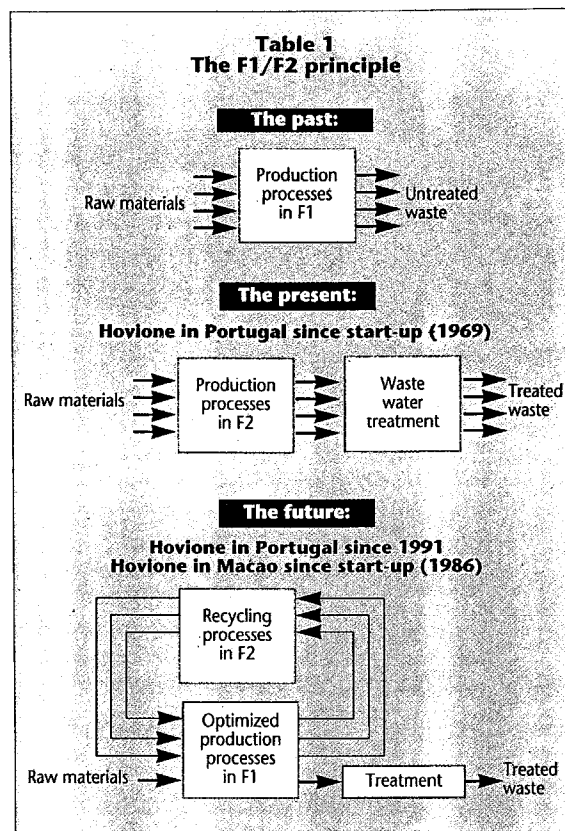 Table 1
The F1/F2 principle
The past:
Raw materials
Production
processes
in F1
Untreated
waste
The present:
Hovione in Portugal since start-up (1969)
Raw materials
Production
processes
in F2
Waste
water
treatment
Treated
waste
The future:
Hovione in Portugal since 1991
Hovione in Macao since start-up (1986)
Recycling
processes
in F2
Optimized
production
processes
in F1
Raw materials
Treatment
Treated
waste